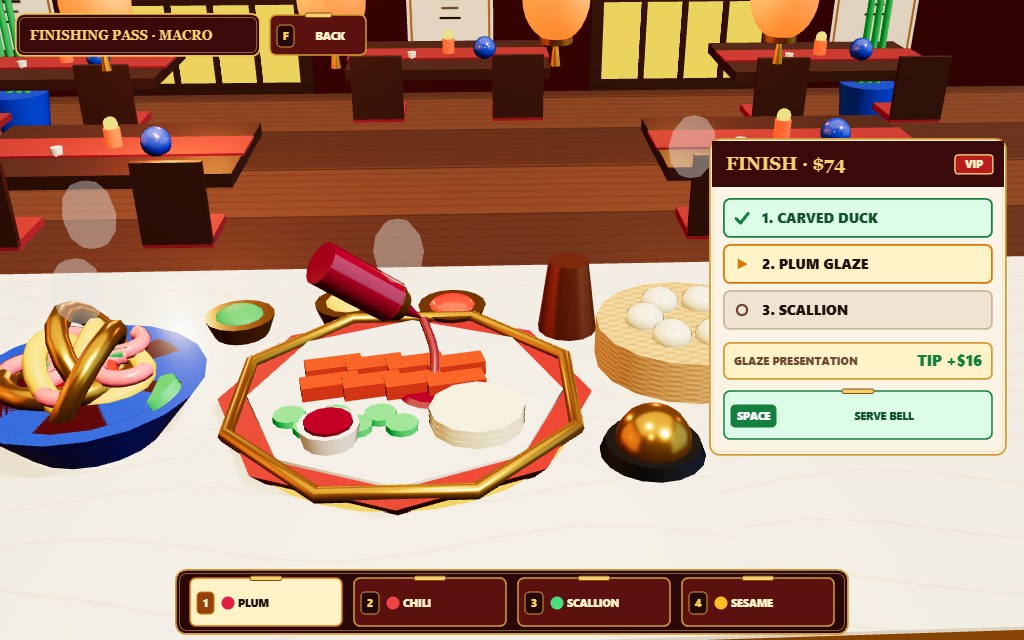 FINISHING PASS · MACRO
F BACK
FINISH · $74
VIP
1. CARVED DUCK
2. PLUM GLAZE
3. SCALLION
GLAZE PRESENTATION TIP +$16
SPACE SERVE BELL
1 PLUM
2 CHILI
3 SCALLION
4 SESAME